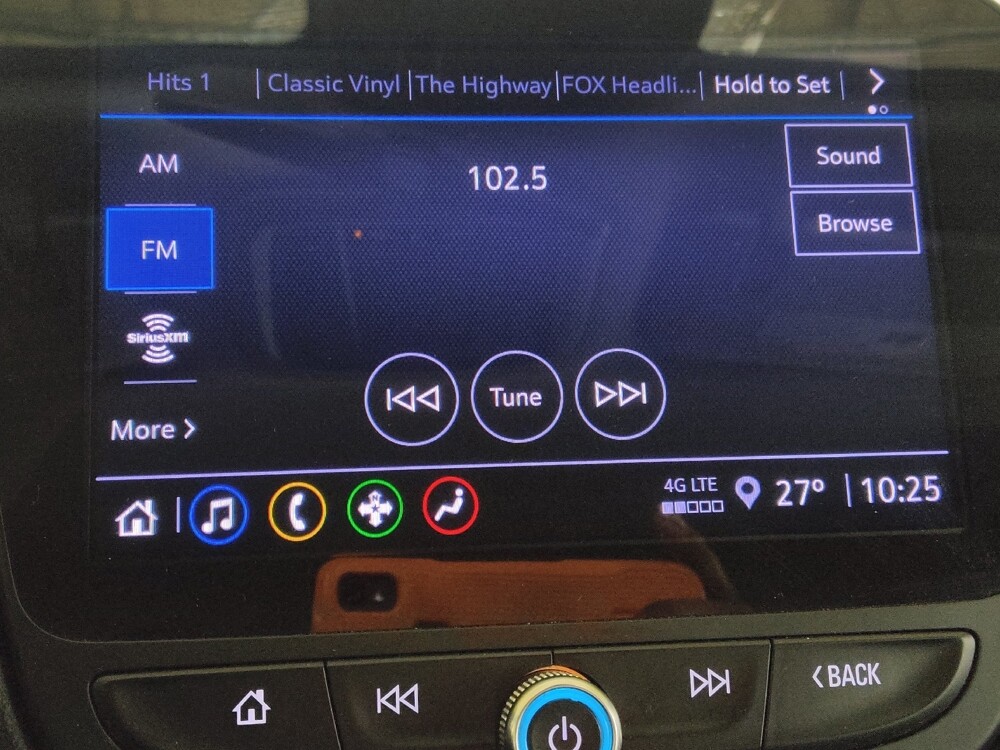 Hits 1 Classic Vinyl The Highway FOX Headli... Hold to Set
AM
102.5
Sound
Browse
FM
SiriusXM
Tune
More
N
4G LTE 27° 10:25
BACK